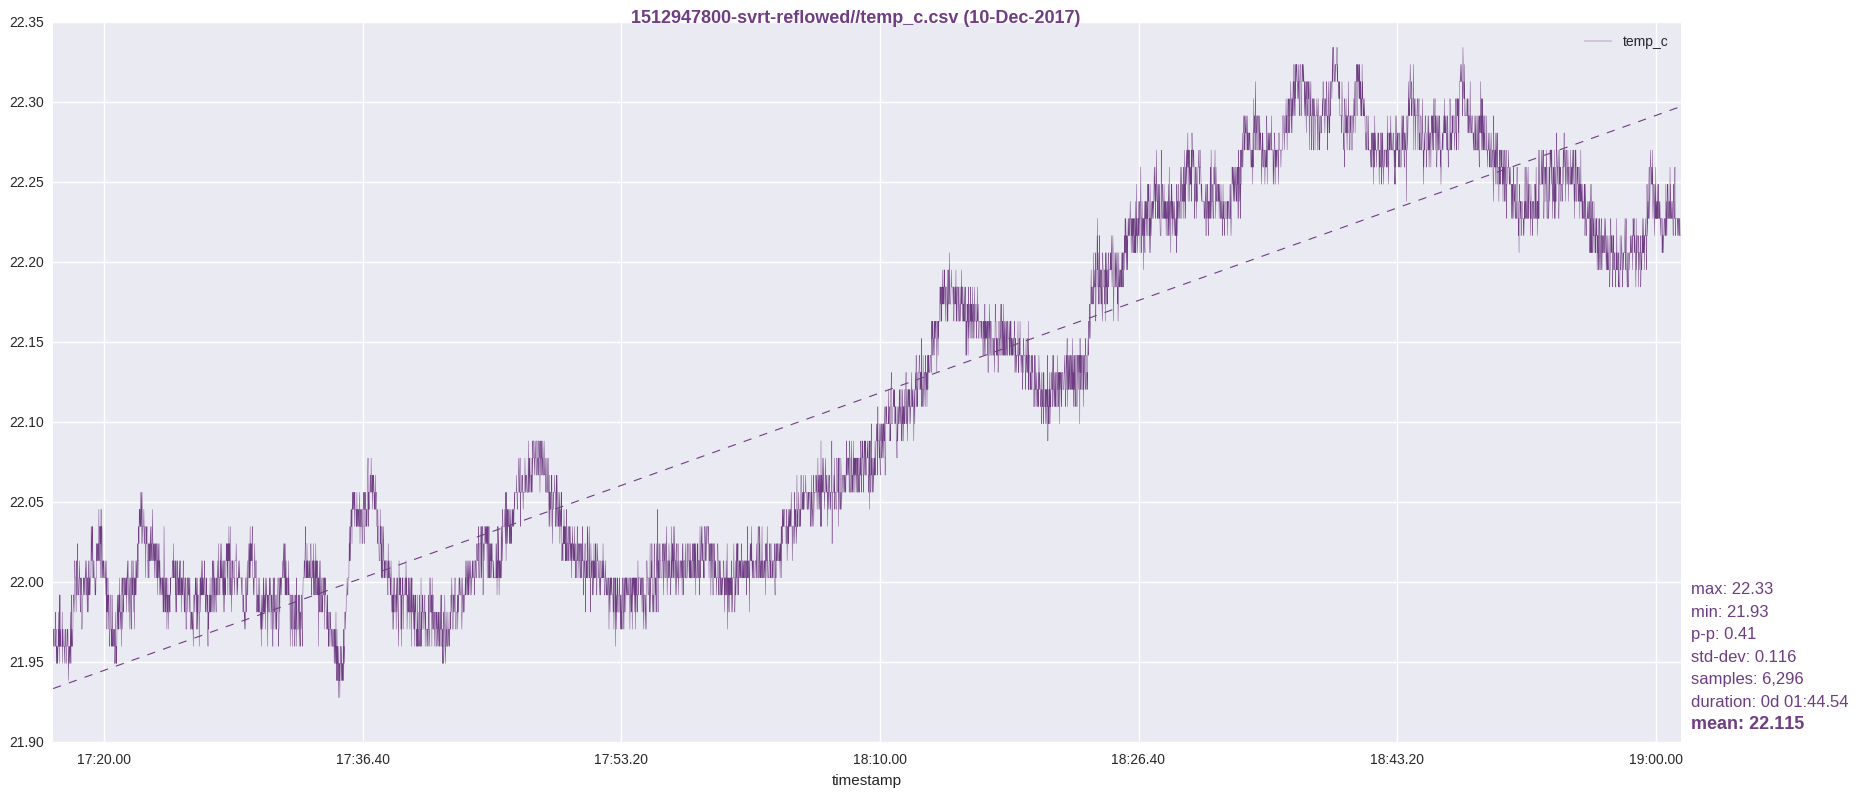 1512947800-svrt-reflowed//temp_c.csv (10-Dec-2017)
temp_c
22.35
22.30
22.25
22.20
22.15
22.10
22.05
22.00
21.95
21.90
17:20.00 17:36.40 17:53.20 18:10.00 18:26.40 18:43.20 19:00.00
timestamp
max: 22.33
min: 21.93
p-p: 0.41
std-dev: 0.116
samples: 6,296
duration: 0d 01:44.54
mean: 22.115